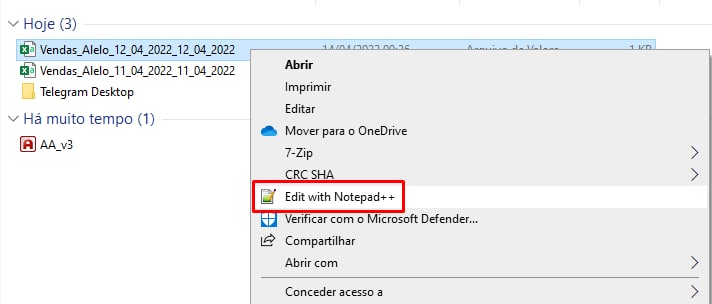 Hoje (3)
Vendas_Alelo_12_04_2022_12_04_2022
Vendas_Alelo_11_04_2022_11_04_2022
Telegram Desktop
Há muito tempo (1)
AA_v3
Abrir
Imprimir
Editar
Mover para o OneDrive
7-Zip
CRC SHA
Edit with Notepad++
Verificar com o Microsoft Defender...
Compartilhar
Abrir com
Conceder acesso a